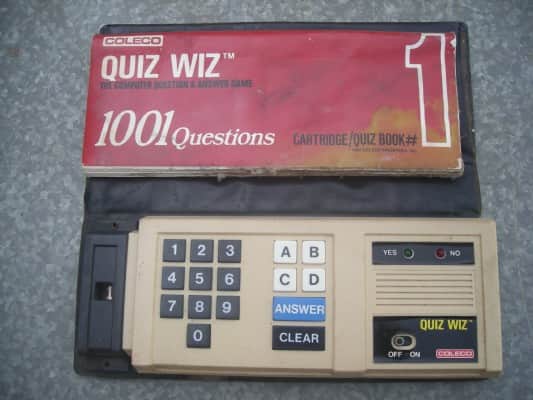 COLECO
QUIZ WIZ™
THE COMPUTER QUESTION & ANSWER GAME
1001 Questions
CARTRIDGE/QUIZ BOOK# 1
1
1 2 3
4 5 6
7 8 9
0
A B
C D
ANSWER
CLEAR
YES NO
QUIZ WIZ™
OFF ON
COLECO